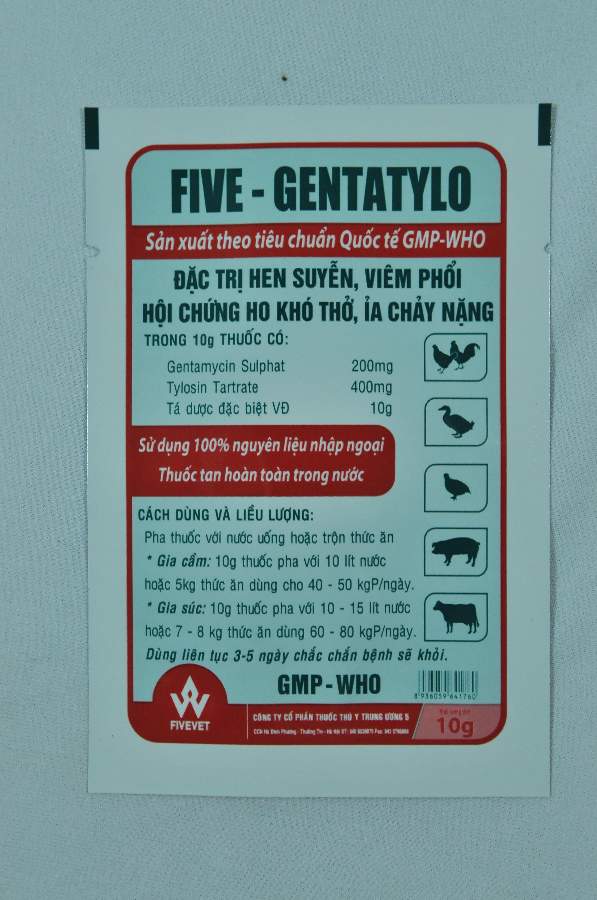 FIVE - GENTATYLO
Sản xuất theo tiêu chuẩn Quốc tế GMP-WHO
ĐẶC TRỊ HEN SUYỄN, VIÊM PHỔI
HỘI CHỨNG HO KHÓ THỞ, ỈA CHẢY NẶNG
TRONG 10g THUỐC CÓ:
Gentamycin Sulphat 200mg
Tylosin Tartrate 400mg
Tá dược đặc biệt VĐ 10g
Sử dụng 100% nguyên liệu nhập ngoại
Thuốc tan hoàn toàn trong nước
CÁCH DÙNG VÀ LIỀU LƯỢNG:
Pha thuốc với nước uống hoặc trộn thức ăn
* Gia cầm: 10g thuốc pha với 10 lít nước
hoặc 5kg thức ăn dùng cho 40 - 50 kgP/ngày.
* Gia súc: 10g thuốc pha với 10 - 15 lít nước
hoặc 7 - 8 kg thức ăn dùng 60 - 80 kgP/ngày.
Dùng liên tục 3-5 ngày chắc chắn bệnh sẽ khỏi.
GMP - WHO
8 936059 641760
FIVEVET
CÔNG TY CỔ PHẦN THUỐC THÚ Y TRUNG ƯƠNG 5
10g